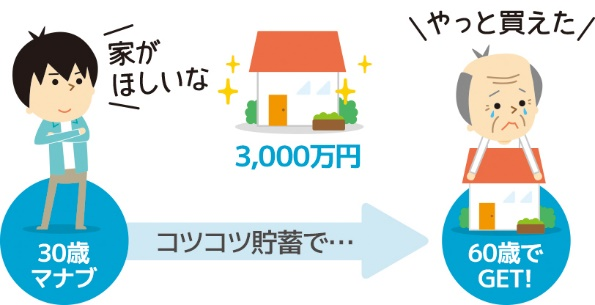 家が
ほしいな
3,000万円
やっと買えた
30歳
マナブ
コツコツ貯蓄で…
60歳で
GET!